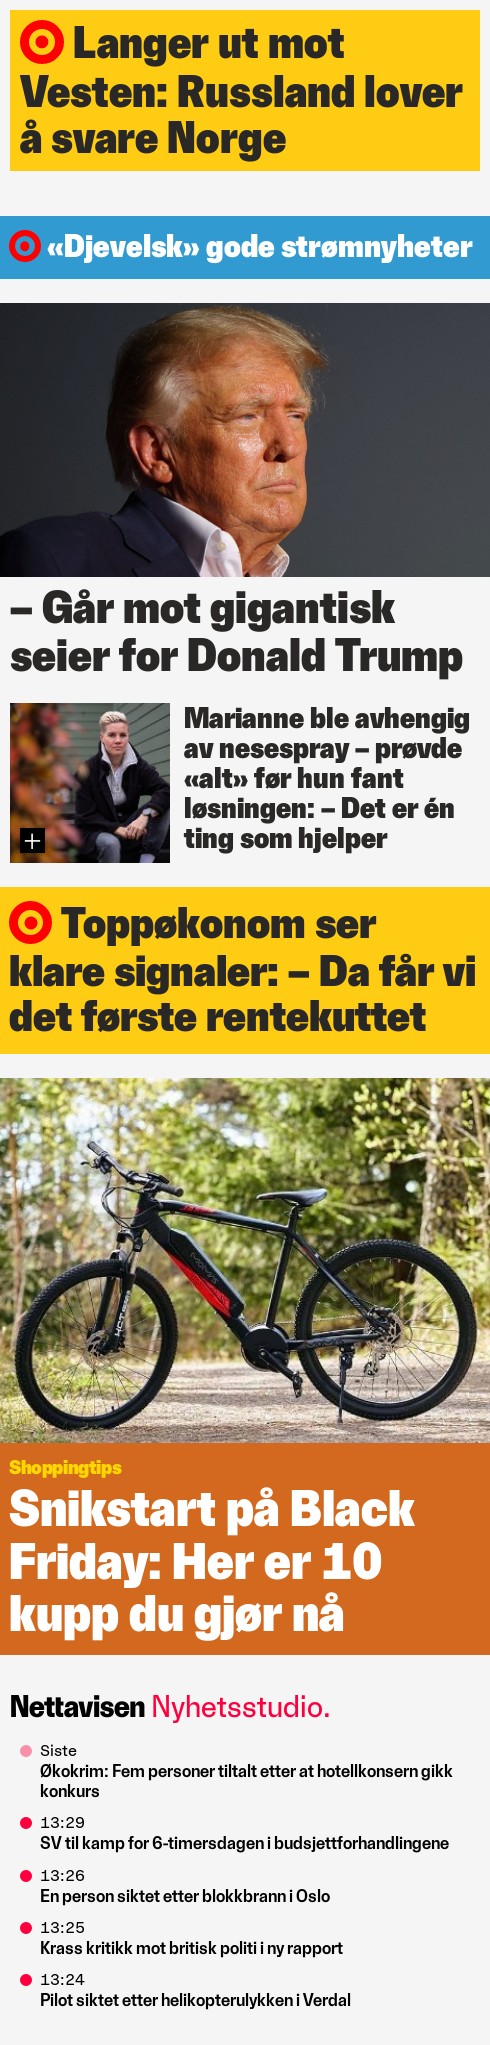 Langer ut mot
Vesten: Russland lover
å svare Norge
«Djevelsk» gode strømnyheter
– Går mot gigantisk
seier for Donald Trump
Marianne ble avhengig
av nesespray – prøvde
«alt» før hun fant
løsningen: – Det er én
ting som hjelper
Toppøkonom ser
klare signaler: – Da får vi
det første rentekuttet
Shoppingtips
Snikstart på Black
Friday: Her er 10
kupp du gjør nå
Nettavisen Nyhetsstudio.
Siste
Økokrim: Fem personer tiltalt etter at hotellkonsern gikk
konkurs
13:29
SV til kamp for 6-timersdagen i budsjettforhandlingene
13:26
En person siktet etter blokkbrann i Oslo
13:25
Krass kritikk mot britisk politi i ny rapport
13:24
Pilot siktet etter helikopterulykken i Verdal